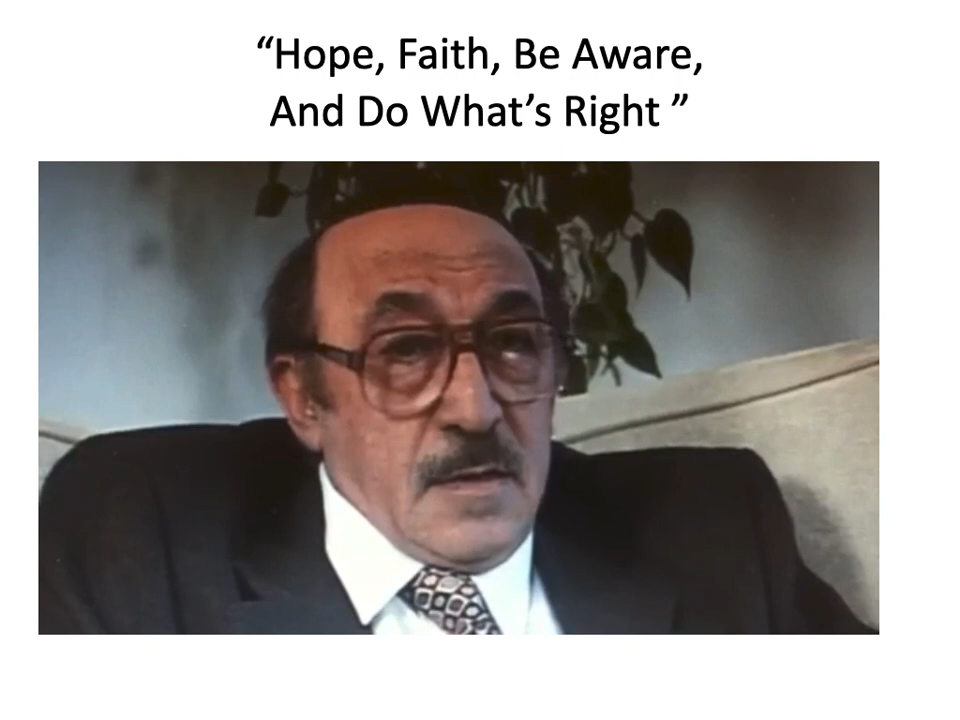 “Hope, Faith, Be Aware,
And Do What’s Right ”